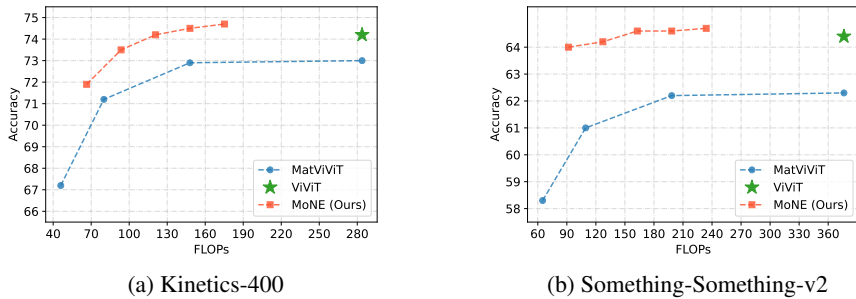 75
74
73
72
71
70
69
68
67
66
Accuracy
40 70 100 130 160 190 220 250 280
FLOPs
MatViViT
ViViT
MoNE (Ours)
(a) Kinetics-400
64
63
62
61
60
59
58
Accuracy
60 90 120 150 180 210 240 270 300 330 360
FLOPs
MatViViT
ViViT
MoNE (Ours)
(b) Something-Something-v2